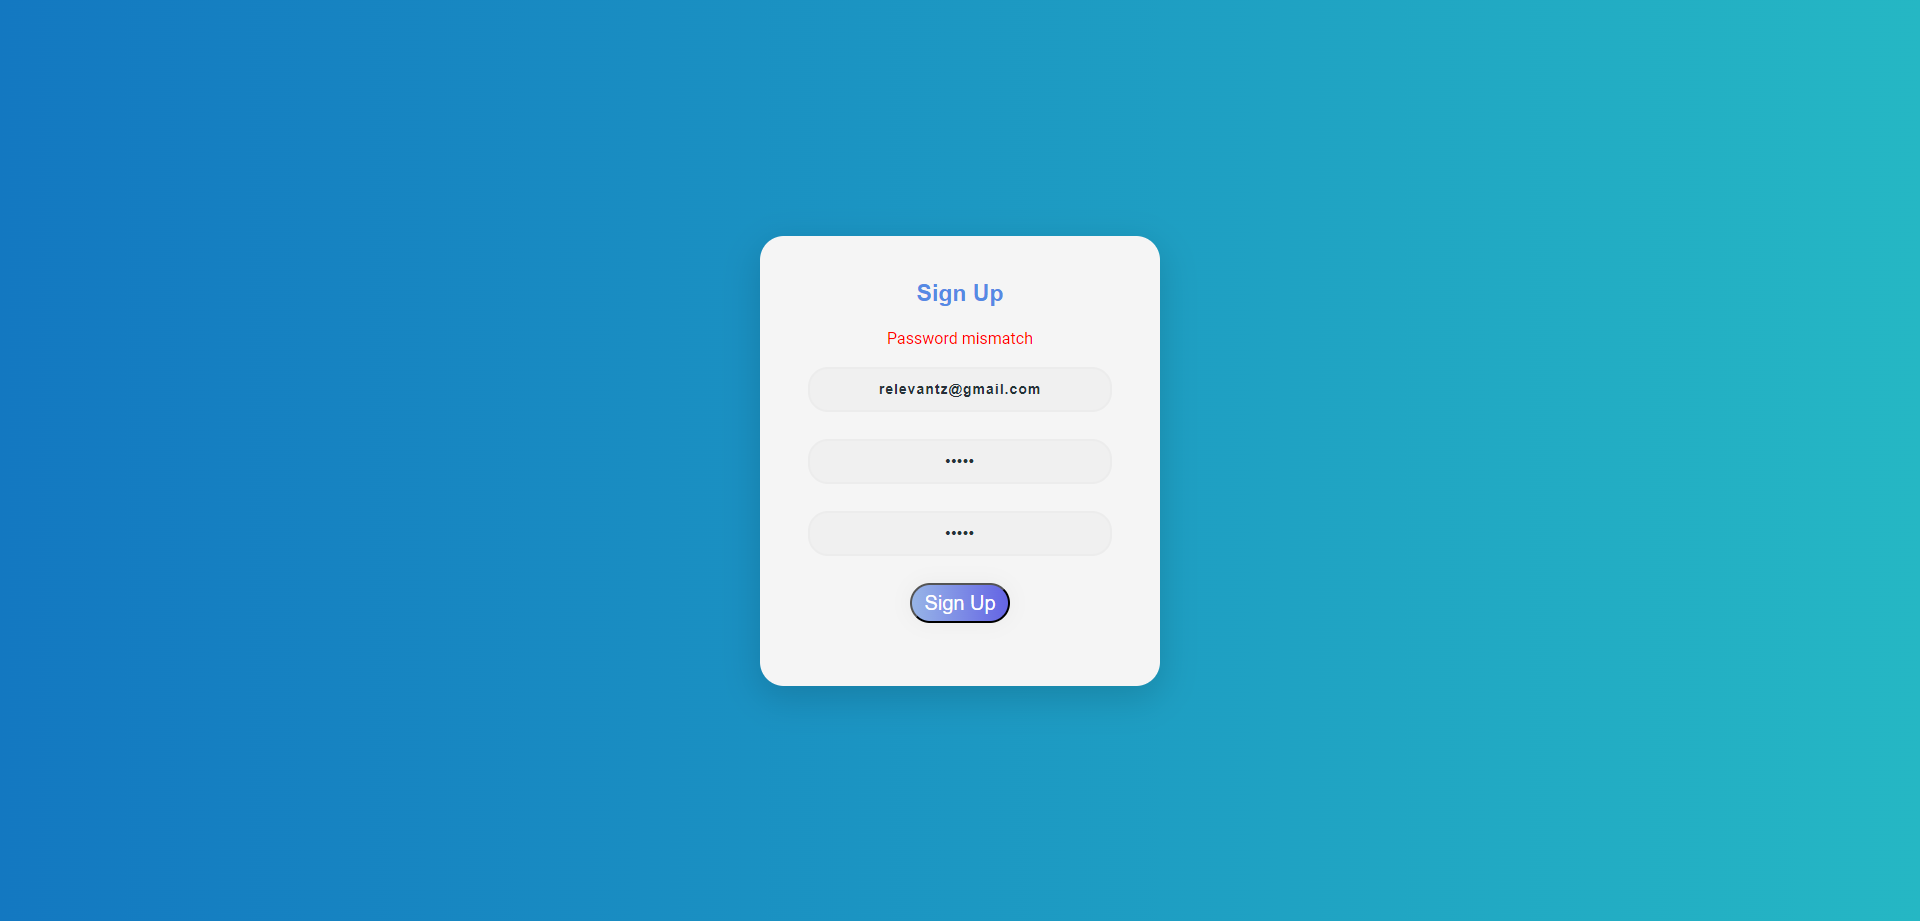 Sign Up
Password mismatch
relevantz@gmail.com
•••••
•••••
Sign Up